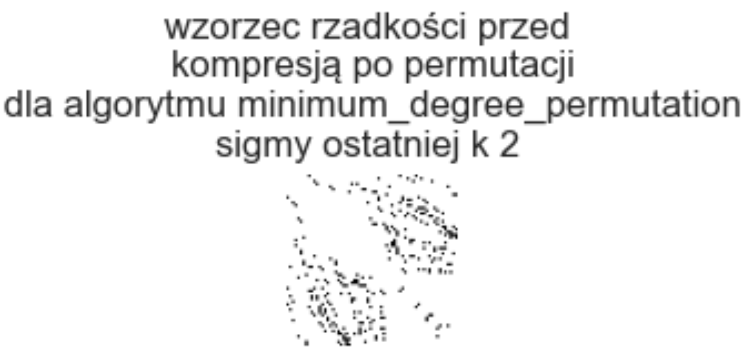 wzorzec rzadkości przed
kompresją po permutacji
dla algorytmu minimum_degree_permutation
sigmy ostatniej k 2